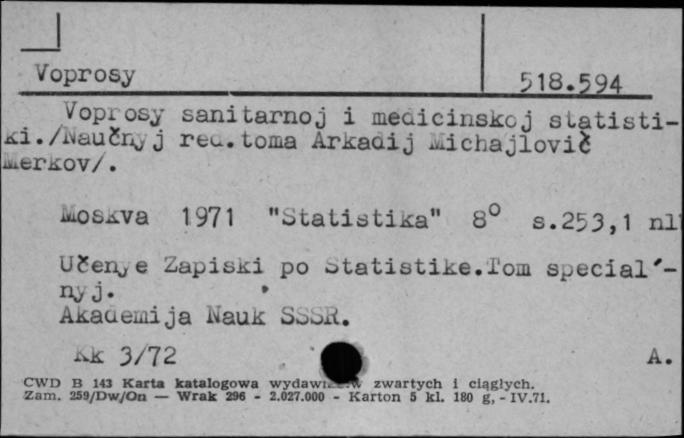 Voprosy 518.594
Voprosy sanitarnoj i medicinskoj statisti-
ki./Naučnyj red.toma Arkadij Michajlovič
Merkov/.
Moskva 1971 "Statistika" 8° s.253,1 nl
Učenye Zapiski po Statistike.Tom special'-
nyj.
Akademija Nauk SSSR.
Kk 3/72 A.
CWD B 143 Karta katalogowa zwartych i ciągłych.
Zam. 259/Dw/On — Wrak 296 - 2.027.000 - Karton 5 kl. 180 g, - IV.71.